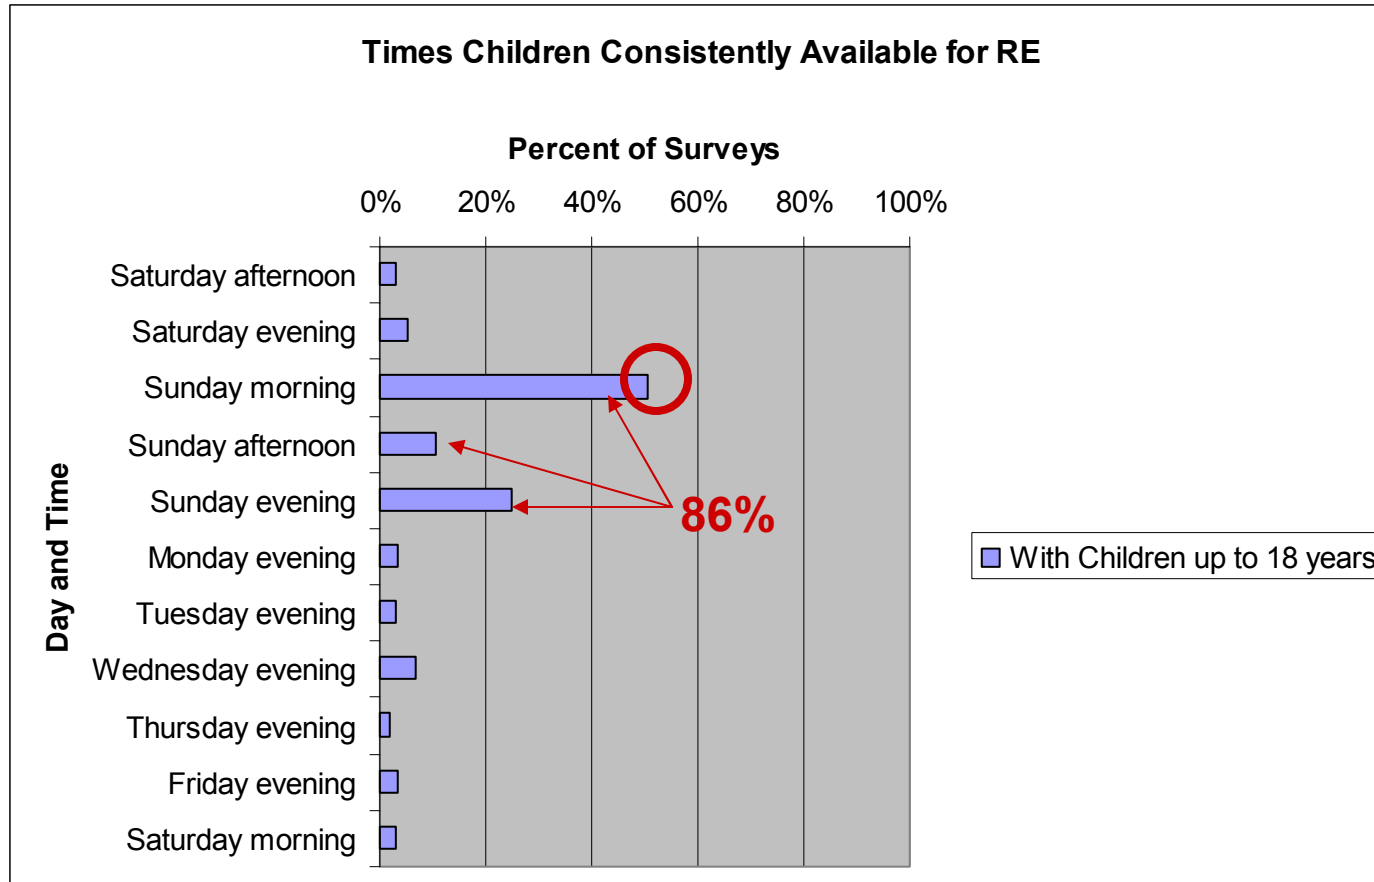 Times Children Consistently Available for RE
Percent of Surveys
0% 20% 40% 60% 80% 100%
Day and Time
Saturday afternoon
Saturday evening
Sunday morning
Sunday afternoon
Sunday evening
86%
Monday evening
With Children up to 18 years
Tuesday evening
Wednesday evening
Thursday evening
Friday evening
Saturday morning